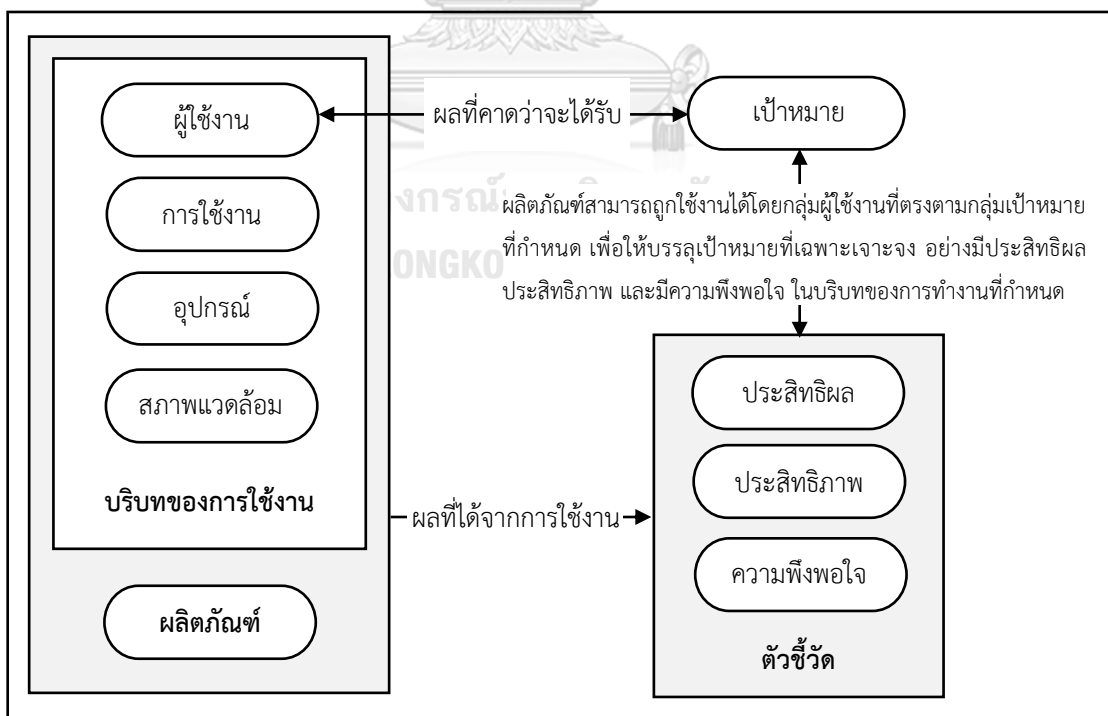 ผู้ใช้งาน
ผลที่คาดว่าจะได้รับ
เป้าหมาย
การใช้งาน
อุปกรณ์
สภาพแวดล้อม
บริบทของการใช้งาน
ผลิตภัณฑ์
งกรณ์
ONGKO
ผลิตภัณฑ์สามารถถูกใช้งานได้โดยกลุ่มผู้ใช้งานที่ตรงตามกลุ่มเป้าหมาย
ที่กำหนด เพื่อให้บรรลุเป้าหมายที่เฉพาะเจาะจง อย่างมีประสิทธิผล
ประสิทธิภาพ และมีความพึงพอใจ ในบริบทของการทำงานที่กำหนด
ผลที่ได้จากการใช้งาน
ประสิทธิผล
ประสิทธิภาพ
ความพึงพอใจ
ตัวชี้วัด